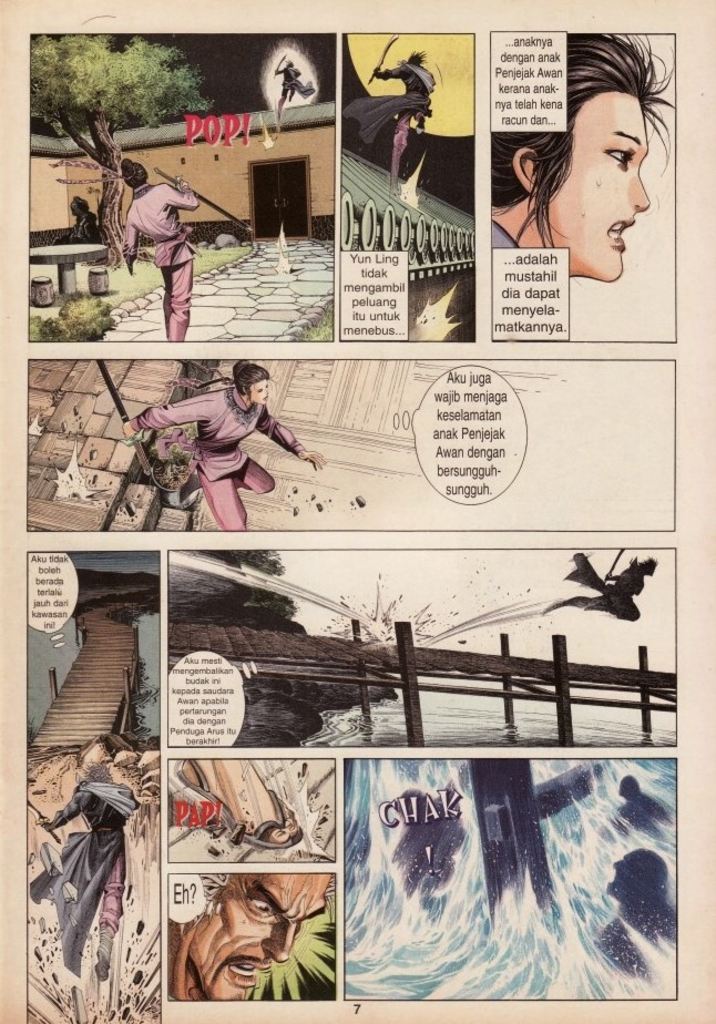 POP!
Yun Ling
tidak
mengambil
peluang
itu untuk
menebus...
...anaknya
dengan anak
Penjejak Awan
kerana anak-
nya telah kena
racun dan...
...adalah
mustahil
dia dapat
menyela-
matkannya.
Aku juga
wajib menjaga
keselamatan
anak Penjejak
Awan dengan
bersungguh-
sungguh.
Aku tidak
boleh
berada
terlalu
jauh dari
kawasan
ini!
Aku mesti
mengembalikan
budak ini
kepada saudara
Awan apabila
pertarungan
dia dengan
Penduga Arus itu
berakhir!
PAP!
Eh?
CHAK
!
7